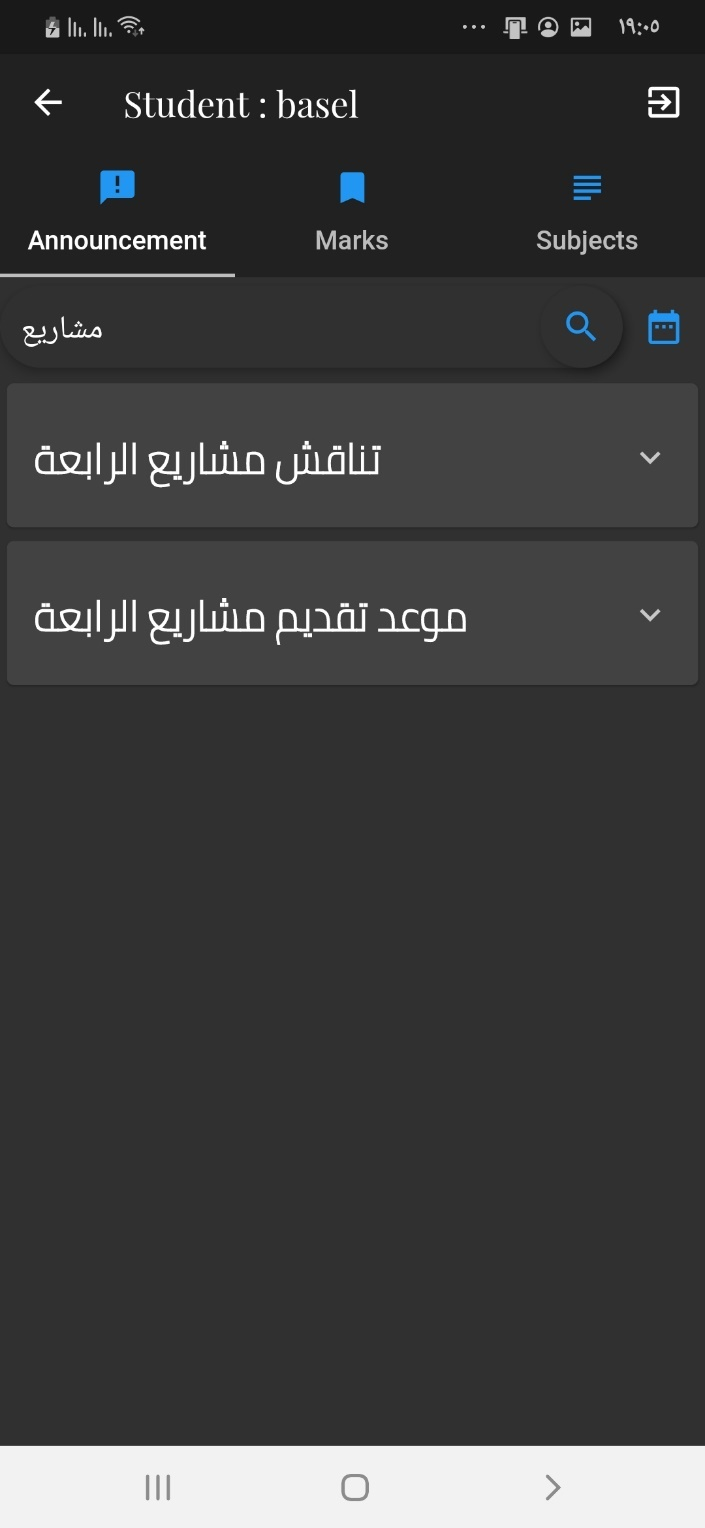 ١٩:٠٥
Student : basel
Announcement
Marks
Subjects
مشاريع
تناقش مشاريع الرابعة
موعد تقديم مشاريع الرابعة